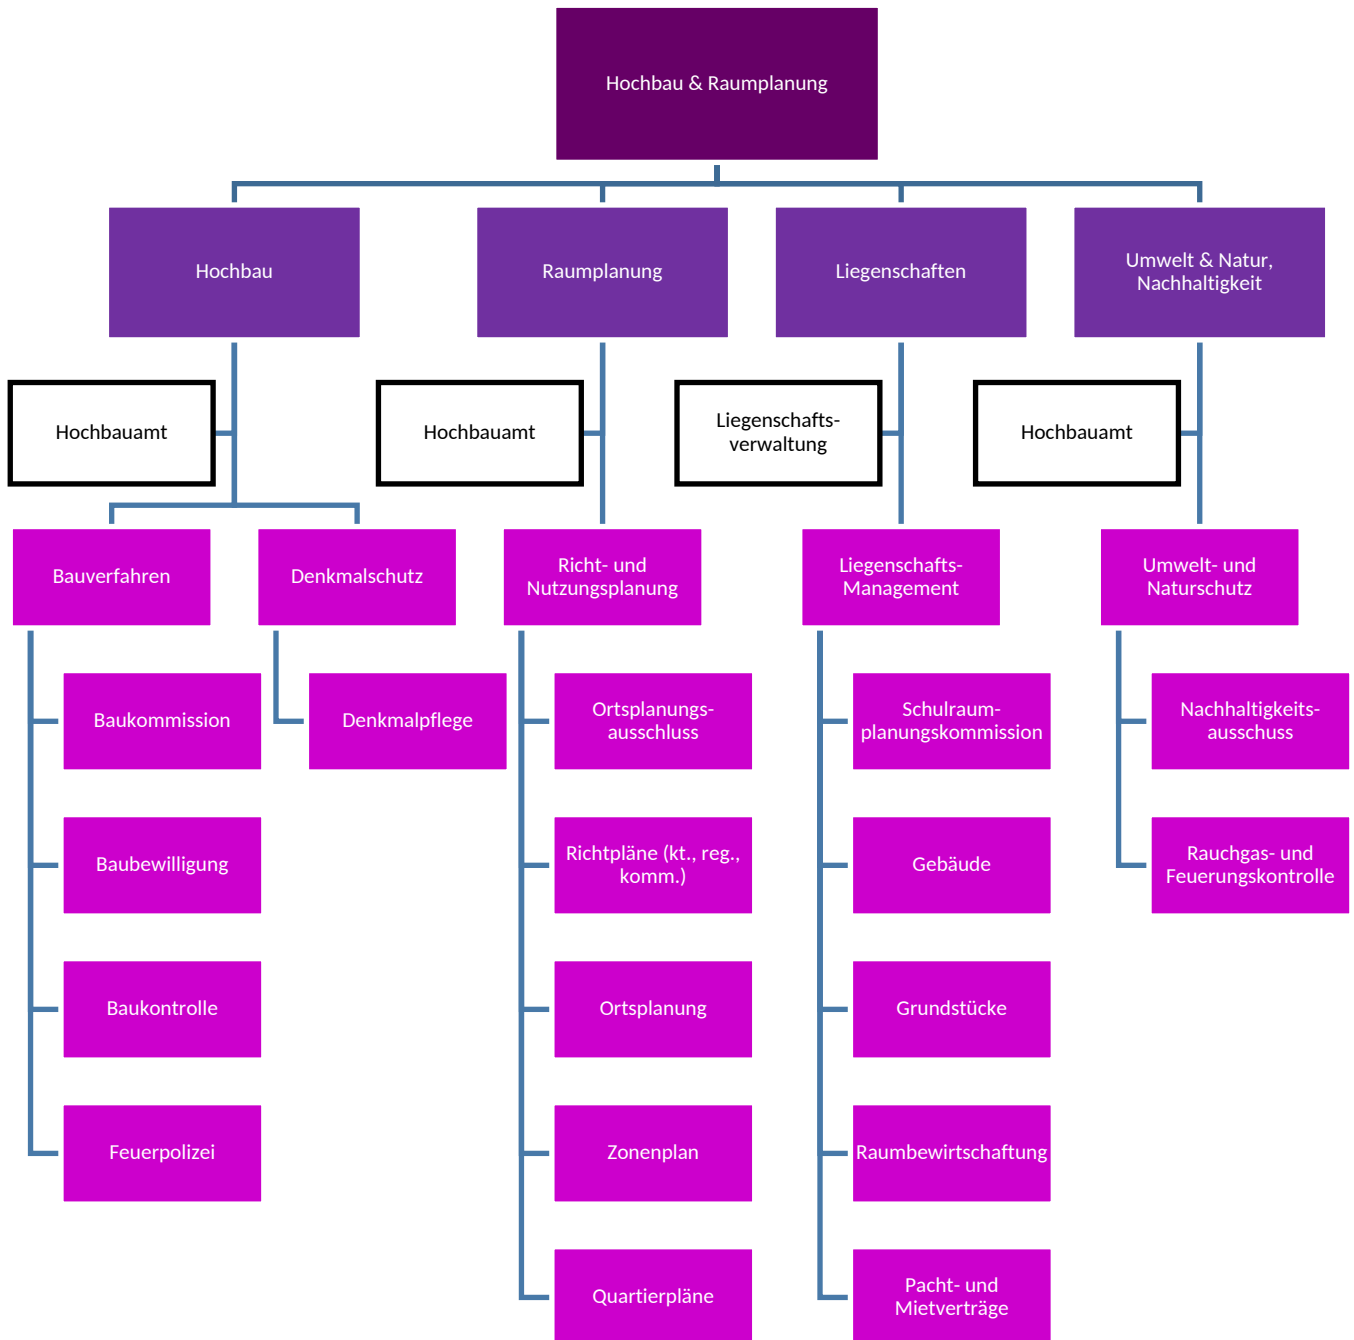 Hochbau & Raumplanung
Hochbau
Raumplanung
Liegenschaften
Umwelt & Natur,
Nachhaltigkeit
Hochbauamt
Hochbauamt
Liegenschafts-
verwaltung
Hochbauamt
Bauverfahren
Denkmalschutz
Richt- und
Nutzungsplanung
Liegenschafts-
Management
Umwelt- und
Naturschutz
Baukommission
Denkmalpflege
Ortsplanungs-
ausschluss
Schulraum-
planungskommission
Nachhaltigkeits-
ausschuss
Baubewilligung
Richtpläne (kt., reg.,
komm.)
Gebäude
Rauchgas- und
Feuerungskontrolle
Baukontrolle
Ortsplanung
Grundstücke
Feuerpolizei
Zonenplan
Raumbewirtschaftung
Quartierpläne
Pacht- und
Mietverträge